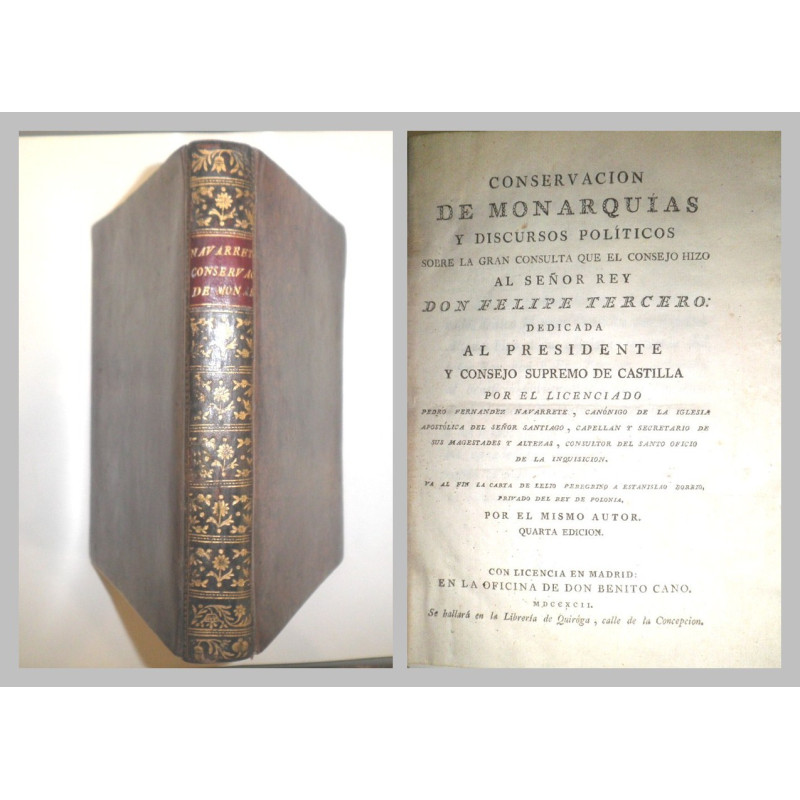 NAVARRET
CONSERVAC
DE MONAR
CONSERVACION
DE MONARQUÍAS
Y DISCURSOS POLÍTICOS
SOBRE LA GRAN CONSULTA QUE EL CONSEJO HIZO
AL SEÑOR REY
DON FELIPE TERCERO:
DEDICADA
AL PRESIDENTE
Y CONSEJO SUPREMO DE CASTILLA
POR EL LICENCIADO
PEDRO FERNANDEZ NAVARRETE, CANÓNIGO DE LA IGLESIA
APOSTÓLICA DEL SEÑOR SANTIAGO, CAPELLAN Y SECRETARIO DE
SUS MAGESTADES Y ALTEZAS, CONSULTOR DEL SANTO OFICIO
DE LA INQUISICION.
VA AL FIN LA CARTA DE LELIO PEREGRINO A ESTANISLAO BORBIO,
PRIVADO DEL REY DE POLONIA,
POR EL MISMO AUTOR.
QUARTA EDICION.
CON LICENCIA EN MADRID:
EN LA OFICINA DE DON BENITO CANO.
MDCCXCII.
Se hallará en la Librería de Quiróga, calle de la Concepcion.